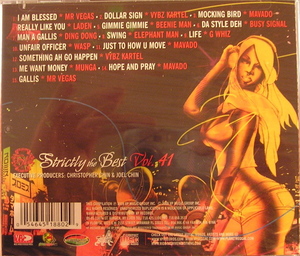 I AM BLESSED • MR VEGAS
DOLLAR SIGN • VYBZ KARTEL
MOCKING BIRD • MAVADO
REALLY LIKE YOU • LADEN
GIMMIE GIMMIE • BEENIE MAN
DA STYLE DEH • BUSY SIGNAL
MAN A GALLIS • DING DONG
SWING • ELEPHANT MAN
LIFE • G WHIZ
UNFAIR OFFICER • WASP
JUST TO HOW U MOVE • MAVADO
SOMETHING AH GO HAPPEN • VYBZ KARTEL
ME WANT MONEY • MUNGA
HOPE AND PRAY • MAVADO
GALLIS • MR VEGAS
Strictly the Best Vol. 41
EXECUTIVE PRODUCERS: CHRISTOPHER CHIN & JOEL CHIN
54645 18802